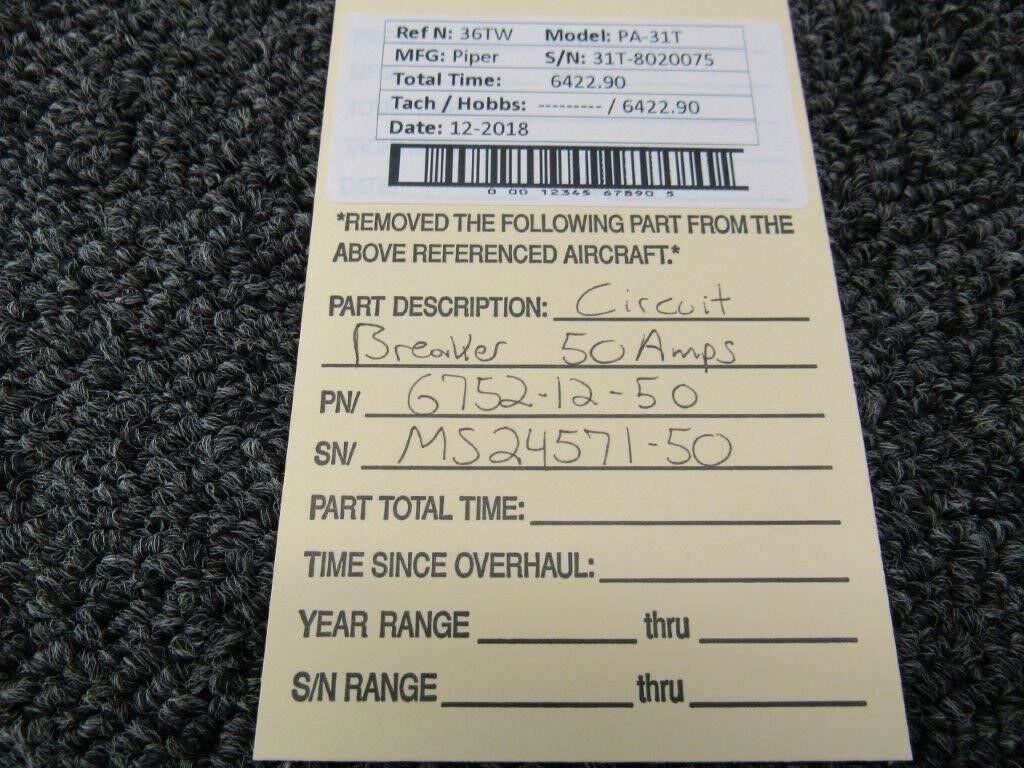 Ref N: 36TW Model: PA-31T
MFG: Piper S/N: 31T-8020075
Total Time: 6422.90
Tach / Hobbs: --------- / 6422.90
Date: 12-2018
0 00 12345 67890 5
*REMOVED THE FOLLOWING PART FROM THE
ABOVE REFERENCED AIRCRAFT.*
PART DESCRIPTION: Circuit
Breaker 50 Amps
PN/ 6752-12-50
SN/ MS24571-50
PART TOTAL TIME:
TIME SINCE OVERHAUL:
YEAR RANGE thru
S/N RANGE thru